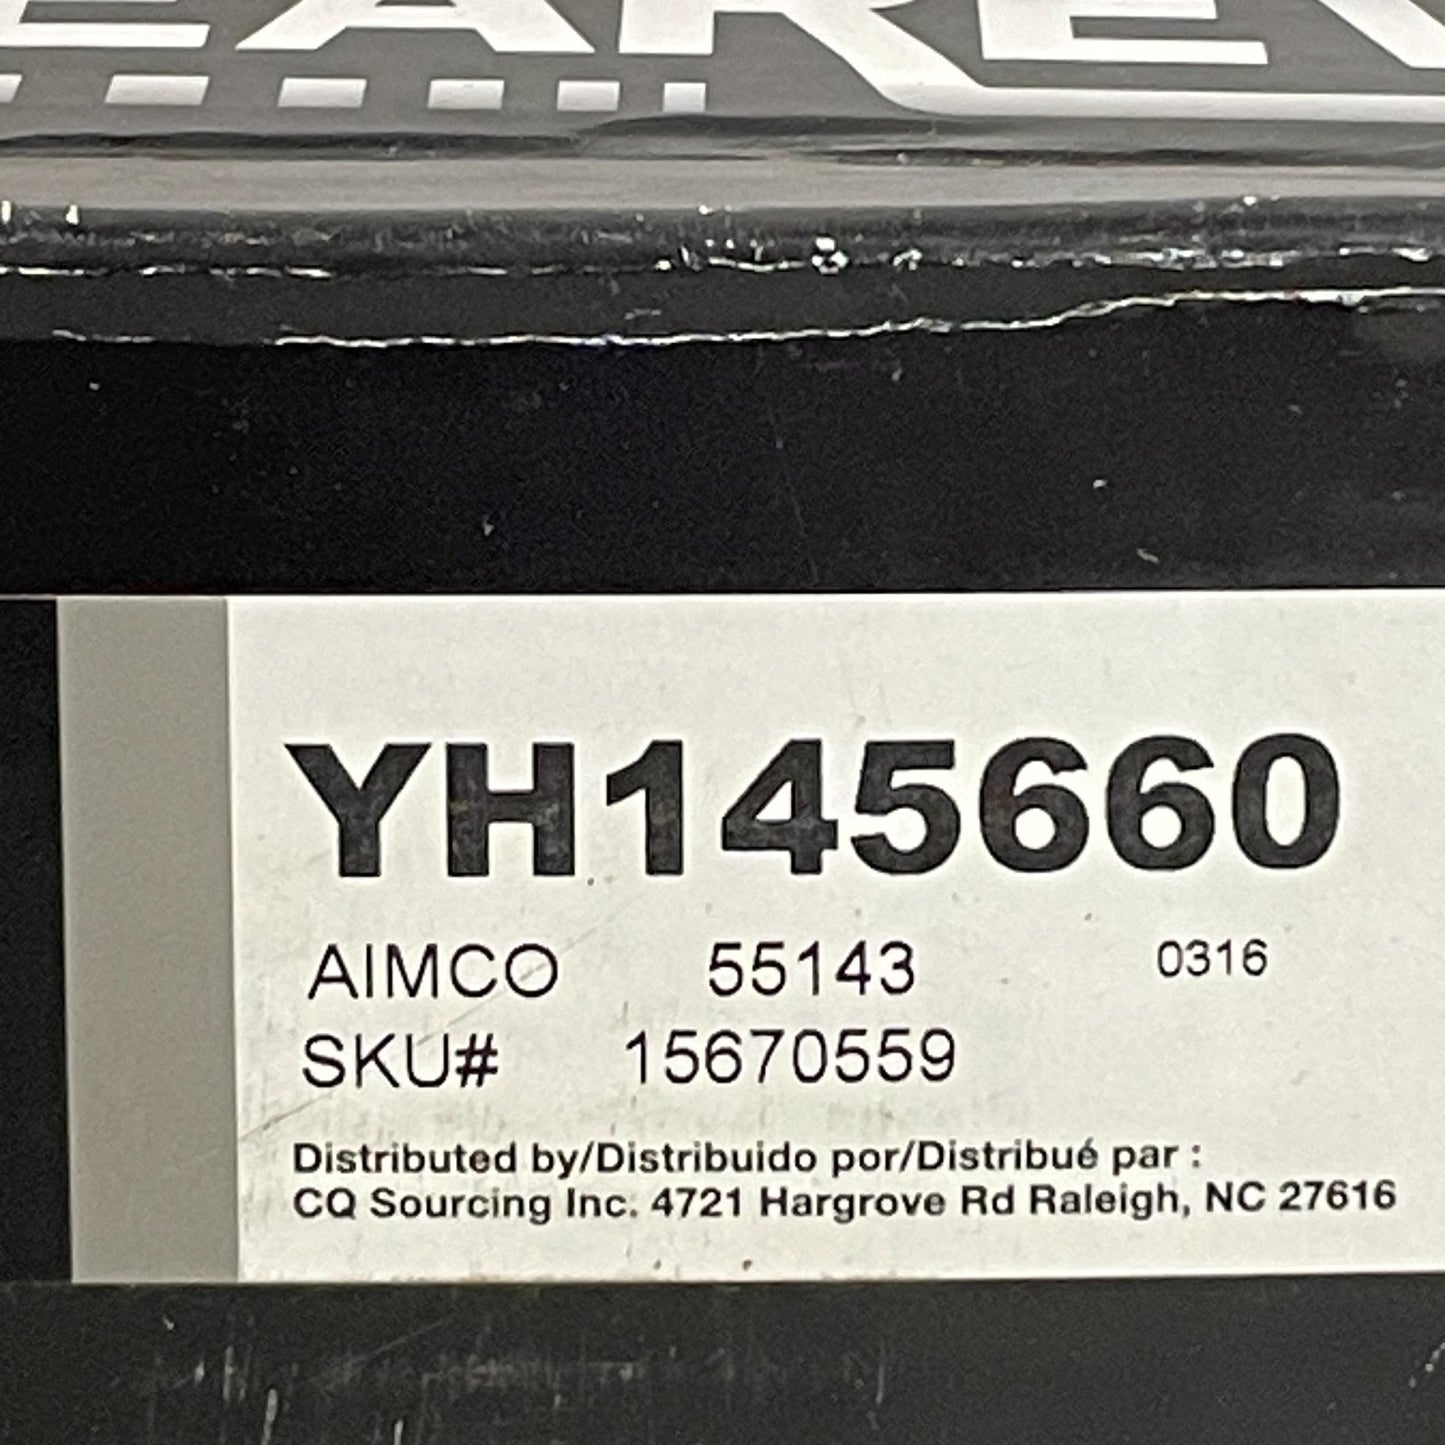 YH145660
AIMCO 55143 0316
SKU# 15670559
Distributed by/Distribuido por/Distribué par :
CQ Sourcing Inc. 4721 Hargrove Rd Raleigh, NC 27616